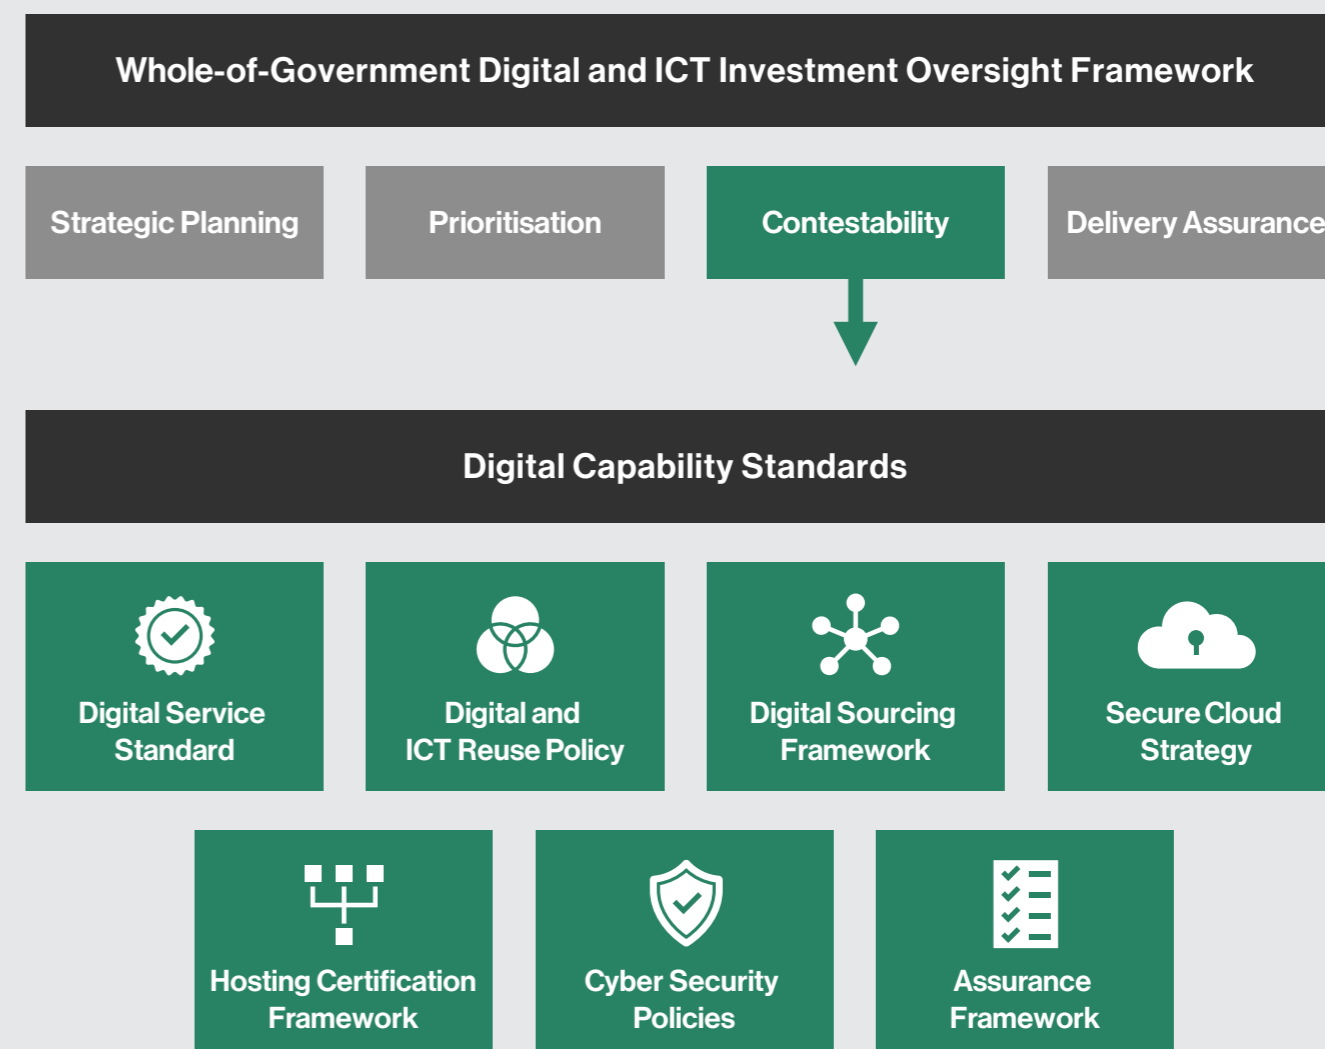 Whole-of-Government Digital and ICT Investment Oversight Framework
Strategic Planning
Prioritisation
Contestability
Delivery Assurance
Digital Capability Standards
Digital Service
Standard
Digital and
ICT Reuse Policy
Digital Sourcing
Framework
Secure Cloud
Strategy
Hosting Certification
Framework
Cyber Security
Policies
Assurance
Framework